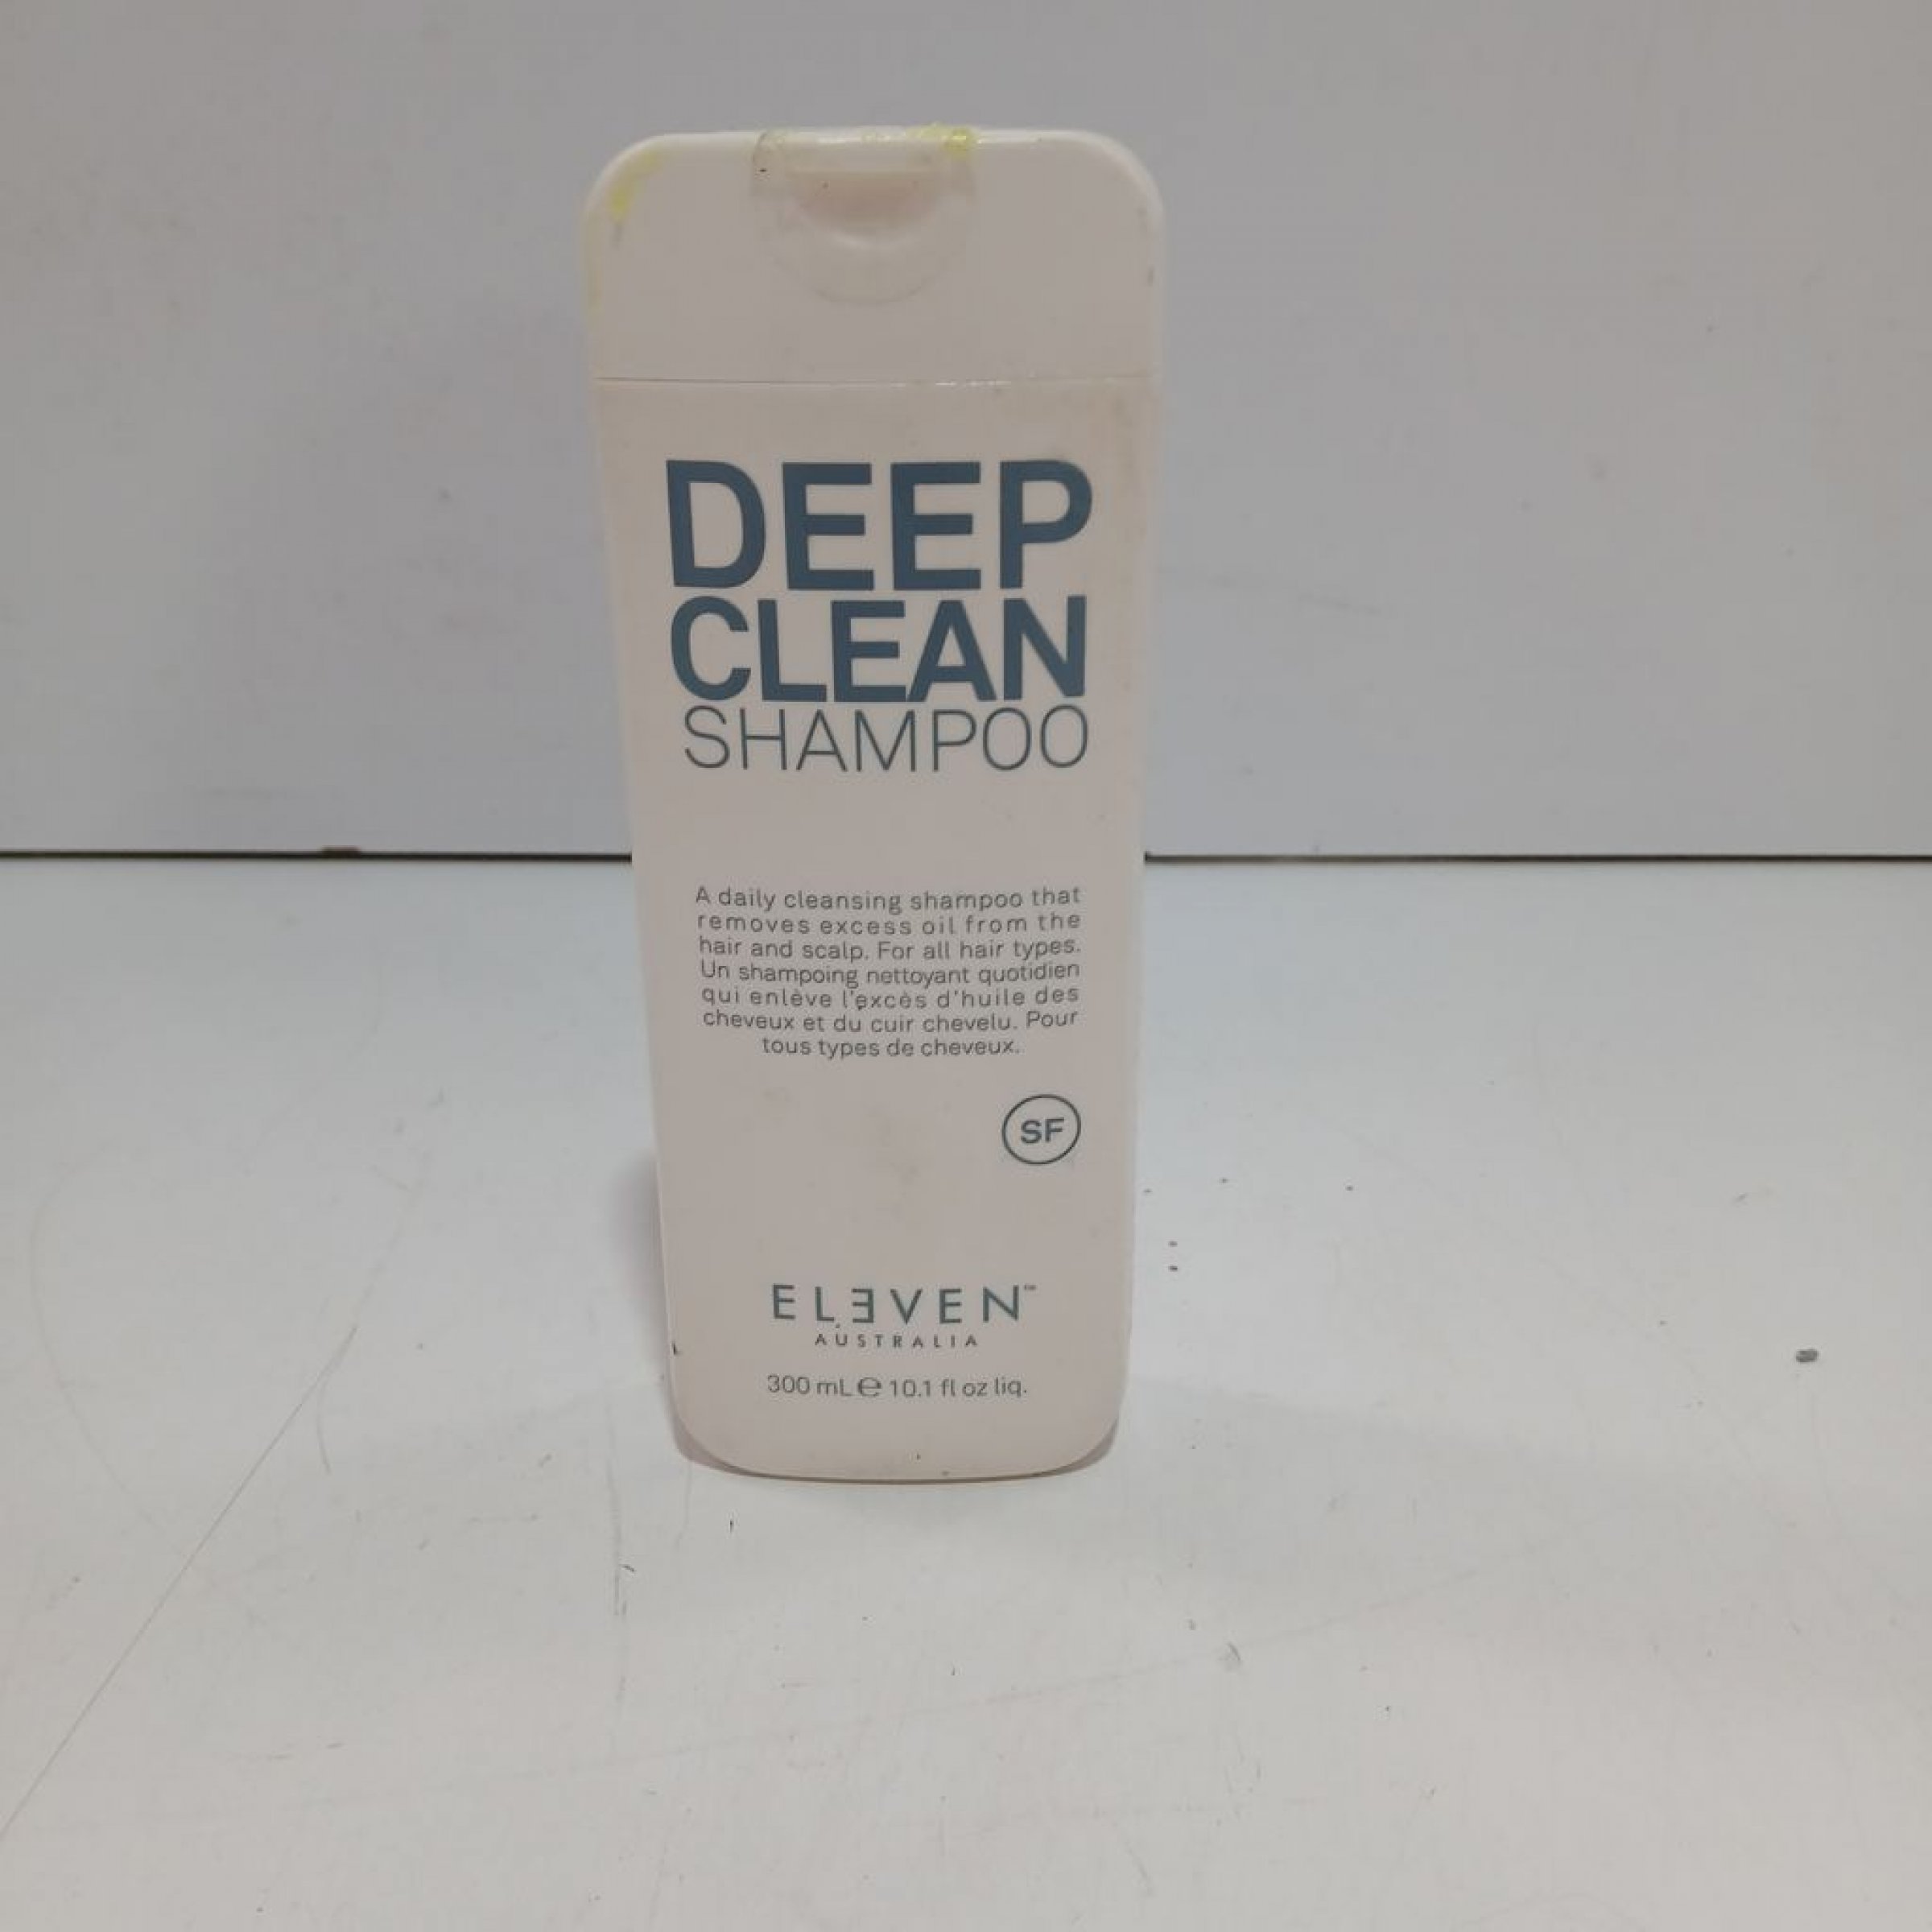 DEEP
CLEAN
SHAMPOO
A daily cleansing shampoo that
removes excess oil from the
hair and scalp. For all hair types.
Un shampoing nettoyant quotidien
qui enlève l'excès d'huile des
cheveux et du cuir chevelu. Pour
tous types de cheveux.
SF
ELEVEN™
AUSTRALIA
300 mL ℮ 10.1 fl oz liq.